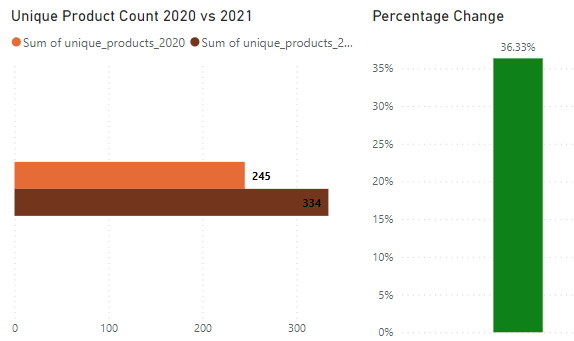 Unique Product Count 2020 vs 2021
Sum of unique_products_2020 Sum of unique_products_2...
245
334
0 100 200 300
Percentage Change
36.33%
35%
30%
25%
20%
15%
10%
5%
0%